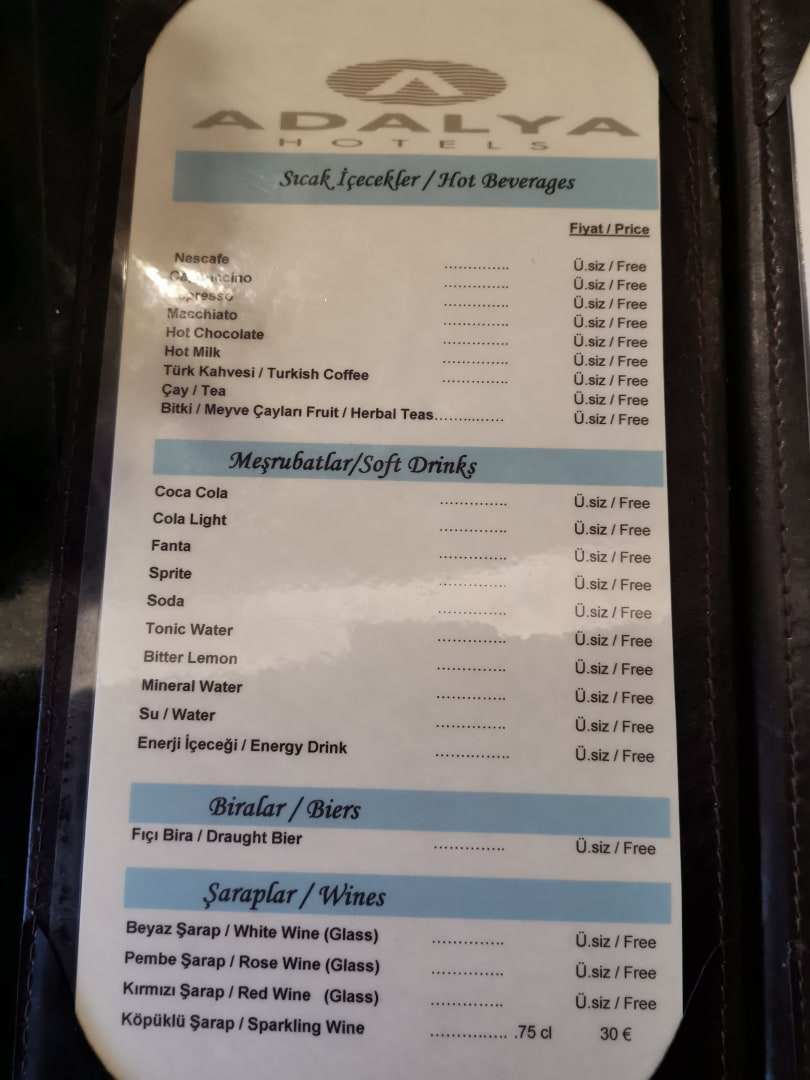 ADALYA
HOTELS
Sıcak İçecekler / Hot Beverages
Fiyat / Price
Nescafe ............... Ü.siz / Free
............... Ü.siz / Free
............... Ü.siz / Free
Macchiato ............... Ü.siz / Free
Hot Chocolate ............... Ü.siz / Free
Hot Milk ............... Ü.siz / Free
Türk Kahvesi / Turkish Coffee ............... Ü.siz / Free
Çay / Tea Ü.siz / Free
Bitki / Meyve Çayları Fruit / Herbal Teas............... Ü.siz / Free
Meşrubatlar/Soft Drinks
Coca Cola ............... Ü.siz / Free
Cola Light ............... Ü.siz / Free
Fanta ............... Ü.siz / Free
Sprite ............... Ü.siz / Free
Soda ............... Ü.siz / Free
Tonic Water ............... Ü.siz / Free
Bitter Lemon ............... Ü.siz / Free
Mineral Water ............... Ü.siz / Free
Su / Water ............... Ü.siz / Free
Enerji İçeceği / Energy Drink ............... Ü.siz / Free
Biralar / Biers
Fıçı Bira / Draught Bier ............... Ü.siz / Free
Şaraplar / Wines
Beyaz Şarap / White Wine (Glass) ............... Ü.siz / Free
Pembe Şarap / Rose Wine (Glass) ............... Ü.siz / Free
Kırmızı Şarap / Red Wine (Glass) ............... Ü.siz / Free
Köpüklü Şarap / Sparkling Wine ............... .75 cl 30 €